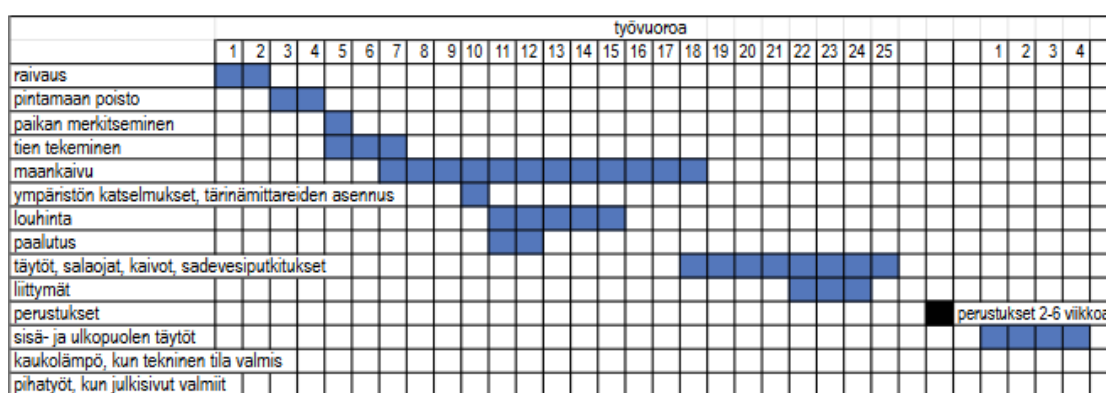 työvuoroa
1 2 3 4 5 6 7 8 9 10 11 12 13 14 15 16 17 18 19 20 21 22 23 24 25 1 2 3 4
raivaus
pintamaan poisto
paikan merkitseminen
tien tekeminen
maankaivu
ympäristön katselmukset, tärinämittareiden asennus
louhinta
paalutus
täytöt, salaojat, kaivot, sadevesiputkitukset
liittymät
perustukset perustukset 2-6 viikkoa
sisä- ja ulkopuolen täytöt
kaukolämpö, kun tekninen tila valmis
pihatyöt, kun julkisivut valmiit